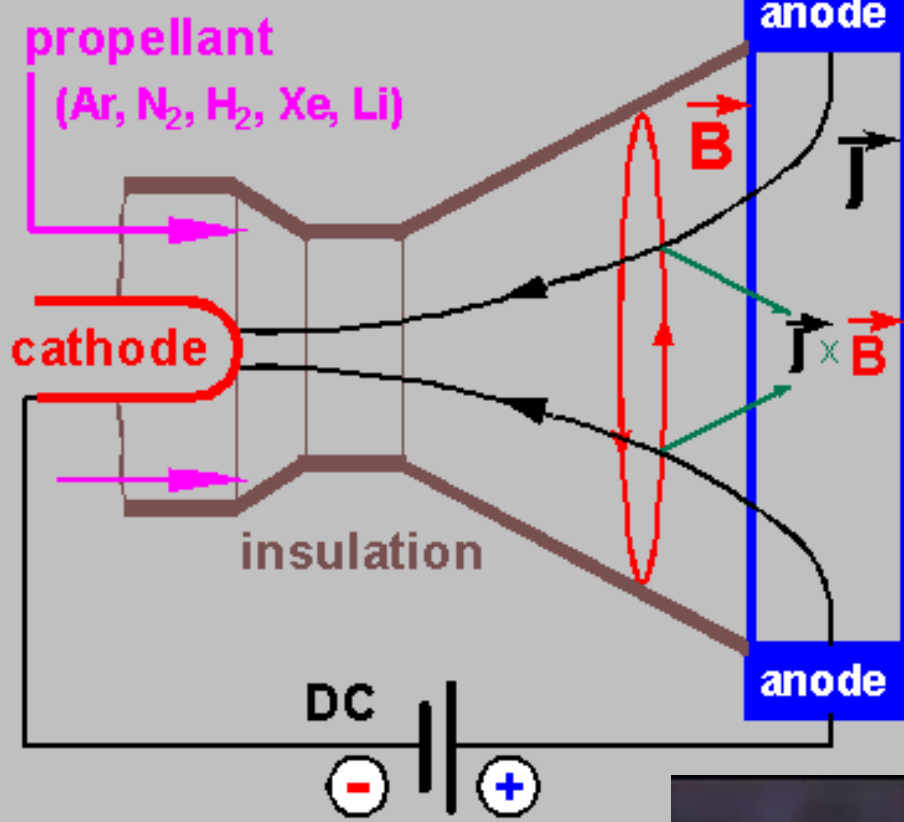 anode
propellant
(Ar, N₂, H₂, Xe, Li)
B
J
cathode
J x B
insulation
anode
DC
- +